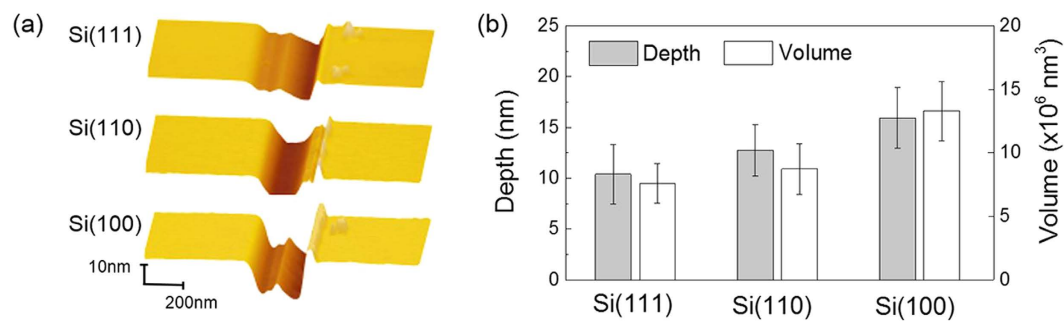 (a)
Si(111)
Si(110)
Si(100)
10nm
200nm
(b)
Depth (nm)
25
20
15
10
5
0
Depth
Volume
Si(111)
Si(110)
Si(100)
20
15
10
5
0
Volume (x10⁶ nm³)